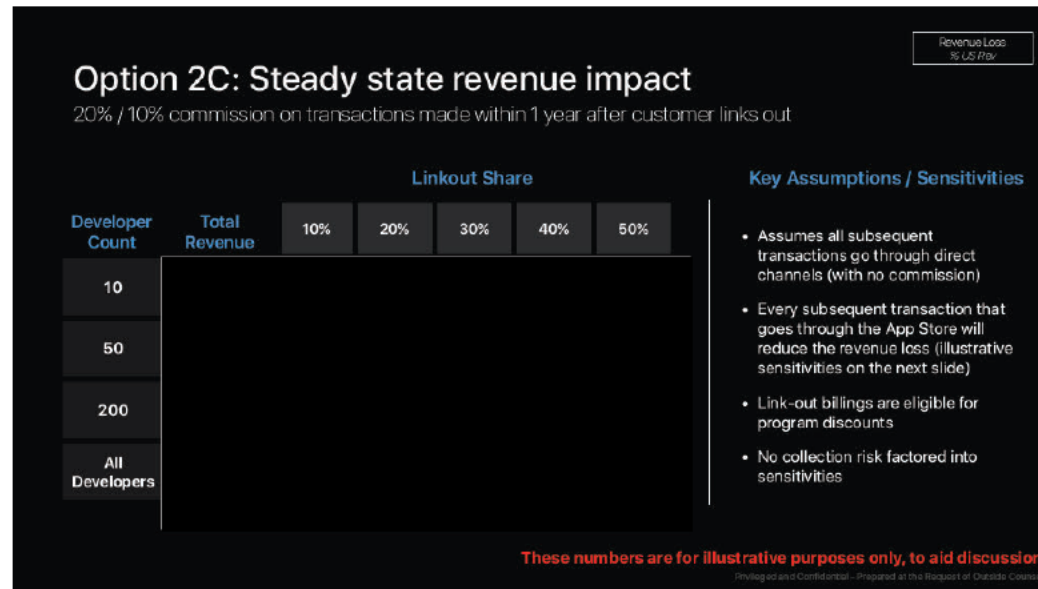 Revenue Loss
% US Rev
Option 2C: Steady state revenue impact
20% / 10% commission on transactions made within 1 year after customer links out
Linkout Share
Key Assumptions / Sensitivities
Developer
Count
Total
Revenue
10%
20%
30%
40%
50%
10
50
200
All
Developers
• Assumes all subsequent
transactions go through direct
channels (with no commission)
• Every subsequent transaction that
goes through the App Store will
reduce the revenue loss (illustrative
sensitivities on the next slide)
• Link-out billings are eligible for
program discounts
• No collection risk factored into
sensitivities
These numbers are for illustrative purposes only, to aid discussion
Privileged and Confidential – Prepared at the Request of Outside Couns